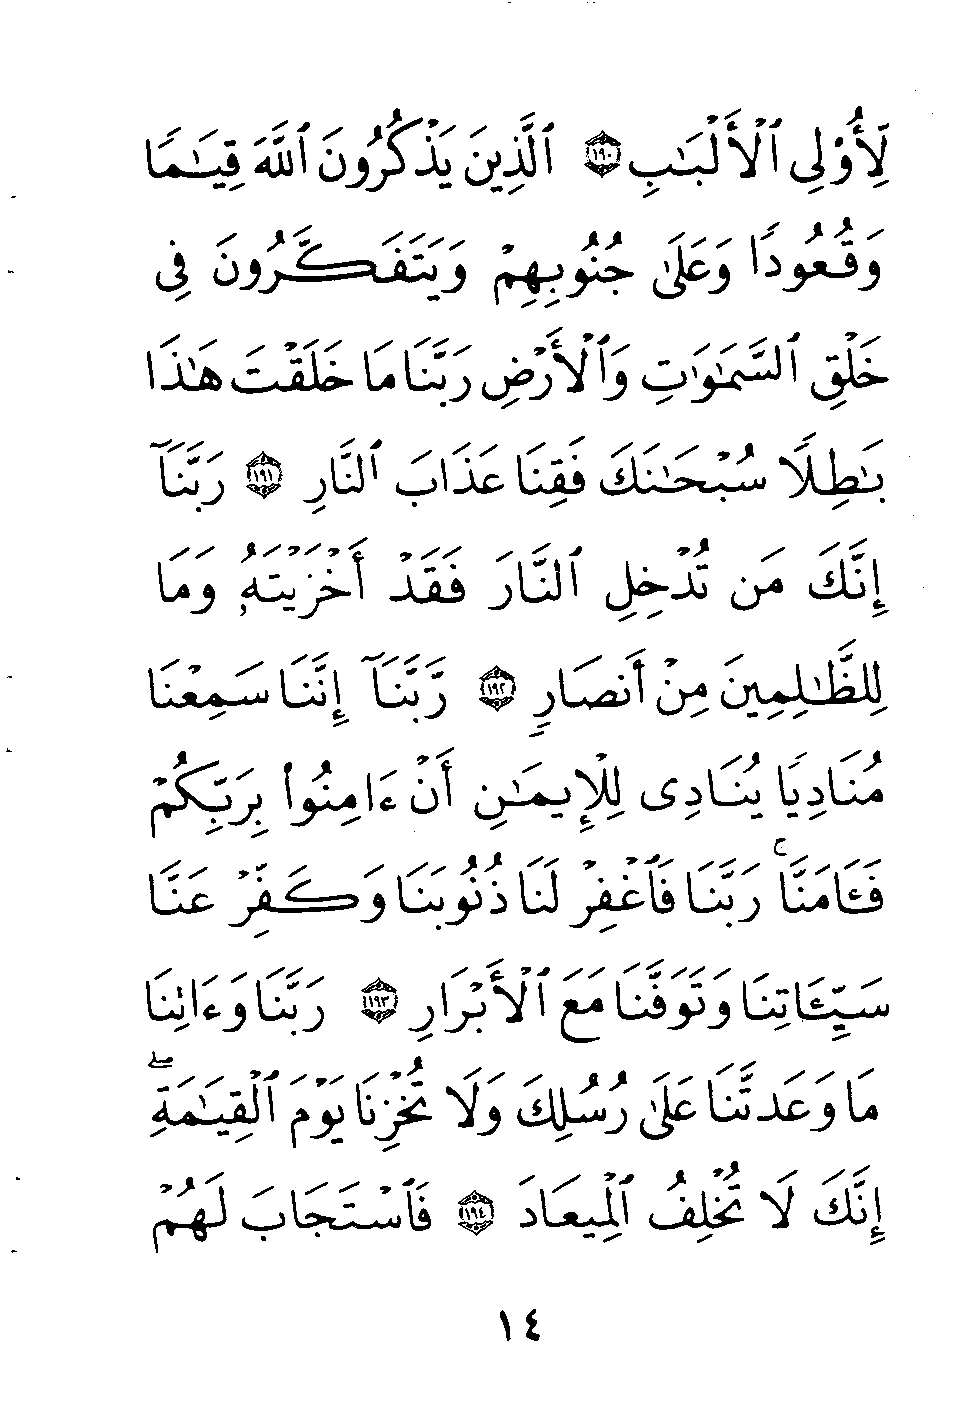 لِّأُو۟لِى ٱلْأَلْبَـٰبِ ۝١٩٠ ٱلَّذِينَ يَذْكُرُونَ ٱللَّهَ قِيَـٰمًا
وَقُعُودًا وَعَلَىٰ جُنُوبِهِمْ وَيَتَفَكَّرُونَ فِى
خَلْقِ ٱلسَّمَـٰوَٰتِ وَٱلْأَرْضِ رَبَّنَا مَا خَلَقْتَ هَـٰذَا
بَـٰطِلًا سُبْحَـٰنَكَ فَقِنَا عَذَابَ ٱلنَّارِ ۝١٩١ رَبَّنَآ
إِنَّكَ مَن تُدْخِلِ ٱلنَّارَ فَقَدْ أَخْزَيْتَهُۥ وَمَا
لِلظَّـٰلِمِينَ مِنْ أَنصَارٍ ۝١٩٢ رَّبَّنَآ إِنَّنَا سَمِعْنَا
مُنَادِيًا يُنَادِى لِلْإِيمَـٰنِ أَنْ ءَامِنُوا۟ بِرَبِّكُمْ
فَـَٔامَنَّا ۚ رَبَّنَا فَٱغْفِرْ لَنَا ذُنُوبَنَا وَكَفِّرْ عَنَّا
سَيِّـَٔاتِنَا وَتَوَفَّنَا مَعَ ٱلْأَبْرَارِ ۝١٩٣ رَبَّنَا وَءَاتِنَا
مَا وَعَدتَّنَا عَلَىٰ رُسُلِكَ وَلَا تُخْزِنَا يَوْمَ ٱلْقِيَـٰمَةِ ۖ
إِنَّكَ لَا تُخْلِفُ ٱلْمِيعَادَ ۝١٩٤ فَٱسْتَجَابَ لَهُمْ
١٤